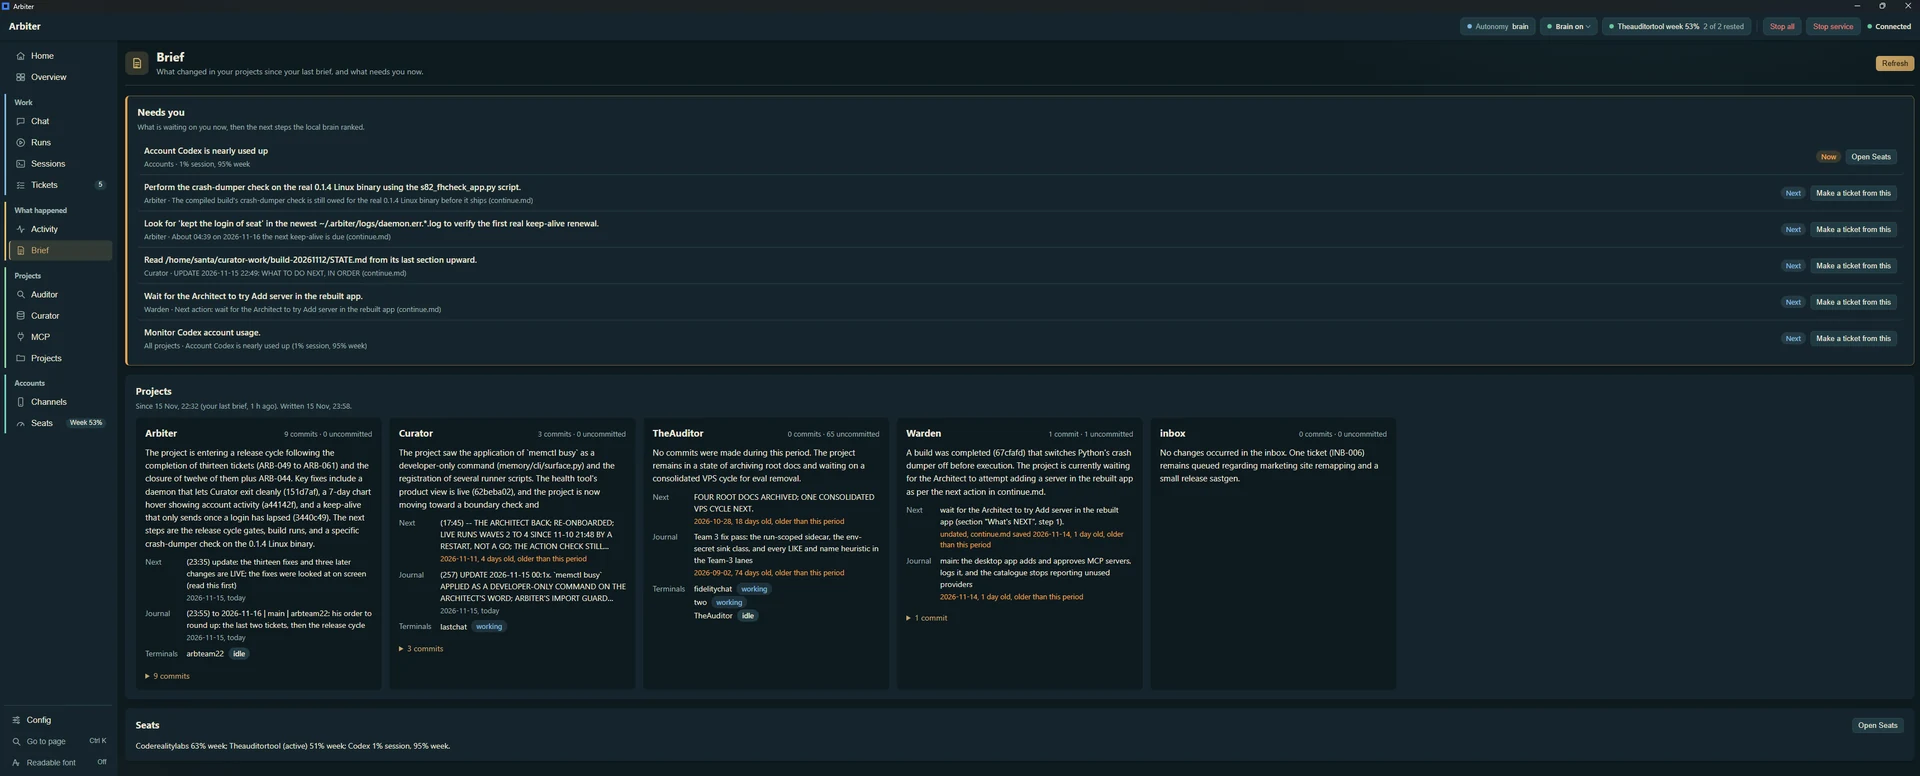 Arbiter
Arbiter
Autonomy brain
Brain on
Theauditortool week 53% 2 of 2 rested
Stop all
Stop service
Connected
Home
Overview
Work
Chat
Runs
Sessions
Tickets 5
What happened
Activity
Brief
Projects
Auditor
Curator
MCP
Projects
Accounts
Channels
Seats Week 53%
Config
Go to page Ctrl K
Readable font Off
Brief
What changed in your projects since your last brief, and what needs you now.
Refresh
Needs you
What is waiting on you now, then the next steps the local brain ranked.
Account Codex is nearly used up
Accounts · 1% session, 95% week
Now Open Seats
Perform the crash-dumper check on the real 0.1.4 Linux binary using the s82_fhcheck_app.py script.
Arbiter · The compiled build's crash-dumper check is still owed for the real 0.1.4 Linux binary before it ships (continue.md)
Next Make a ticket from this
Look for 'kept the login of seat' in the newest ~/.arbiter/logs/daemon.err.*.log to verify the first real keep-alive renewal.
Arbiter · About 04:39 on 2026-11-16 the next keep-alive is due (continue.md)
Next Make a ticket from this
Read /home/santa/curator-work/build-20261112/STATE.md from its last section upward.
Curator · UPDATE 2026-11-15 22:49: WHAT TO DO NEXT, IN ORDER (continue.md)
Next Make a ticket from this
Wait for the Architect to try Add server in the rebuilt app.
Warden · Next action: wait for the Architect to try Add server in the rebuilt app (continue.md)
Next Make a ticket from this
Monitor Codex account usage.
All projects · Account Codex is nearly used up (1% session, 95% week)
Next Make a ticket from this
Projects
Since 15 Nov, 22:32 (your last brief, 1 h ago). Written 15 Nov, 23:58.
Arbiter 9 commits · 0 uncommitted
The project is entering a release cycle following the
completion of thirteen tickets (ARB-049 to ARB-061) and the
closure of twelve of them plus ARB-044. Key fixes include a
daemon that lets Curator exit cleanly (151d7af), a 7-day chart
hover showing account activity (a44142f), and a keep-alive
that only sends once a login has lapsed (3440c49). The next
steps are the release cycle gates, build runs, and a specific
crash-dumper check on the 0.1.4 Linux binary.
Next (23:35) update: the thirteen fixes and three later
changes are LIVE; the fixes were looked at on screen
(read this first)
2026-11-15, today
Journal (23:55) to 2026-11-16 | main | arbteam22: his order to
round up: the last two tickets, then the release cycle
2026-11-15, today
Terminals arbteam22 idle
9 commits
Curator 3 commits · 0 uncommitted
The project saw the application of `memctl busy` as a
developer-only command (memory/cli/surface.py) and the
registration of several runner scripts. The health tool's
product view is live (62beba02), and the project is now
moving toward a boundary check and
Next (17:45) -- THE ARCHITECT BACK; RE-ONBOARDED;
LIVE RUNS WAVES 2 TO 4 SINCE 11-10 21:48 BY A
RESTART, NOT A GO; THE ACTION CHECK STILL...
2026-11-11, 4 days old, older than this period
Journal (257) UPDATE 2026-11-15 00:1x. `memctl busy`
APPLIED AS A DEVELOPER-ONLY COMMAND ON THE
ARCHITECT'S WORD; ARBITER'S IMPORT GUARD...
2026-11-15, today
Terminals lastchat working
3 commits
TheAuditor 0 commits · 65 uncommitted
No commits were made during this period. The project
remains in a state of archiving root docs and waiting on a
consolidated VPS cycle for eval removal.
Next FOUR ROOT DOCS ARCHIVED; ONE CONSOLIDATED
VPS CYCLE NEXT.
2026-10-28, 18 days old, older than this period
Journal Team 3 fix pass: the run-scoped sidecar, the env-
secret sink class, and every LIKE and name heuristic in
the Team-3 lanes
2026-09-02, 74 days old, older than this period
Terminals fidelitychat working
two working
TheAuditor idle
Warden 1 commit · 1 uncommitted
A build was completed (67cfafd) that switches Python's crash
dumper off before execution. The project is currently waiting
for the Architect to attempt adding a server in the rebuilt app
as per the next action in continue.md.
Next wait for the Architect to try Add server in the rebuilt
app (section "What's NEXT", step 1).
undated, continue.md saved 2026-11-14, 1 day old, older
than this period
Journal main: the desktop app adds and approves MCP servers,
logs it, and the catalogue stops reporting unused
providers
2026-11-14, 1 day old, older than this period
1 commit
inbox 0 commits · 0 uncommitted
No changes occurred in the inbox. One ticket (INB-006)
remains queued regarding marketing site remapping and a
small release sastgen.
Seats
Open Seats
Coderealitylabs 63% week; Theauditortool (active) 51% week; Codex 1% session, 95% week.